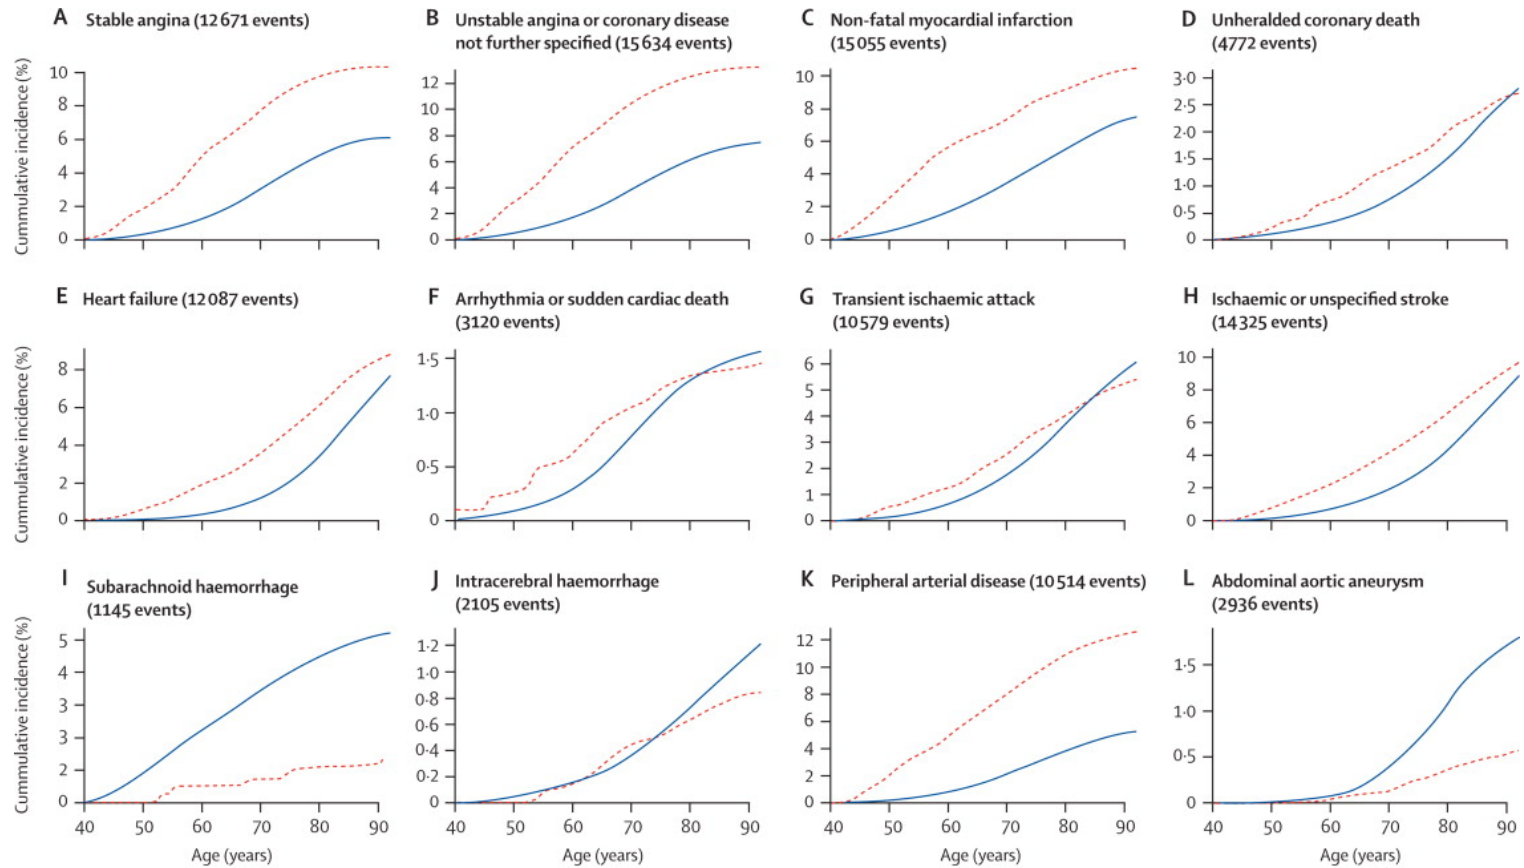 A Stable angina (12 671 events)
B Unstable angina or coronary disease
not further specified (15 634 events)
C Non-fatal myocardial infarction
(15 055 events)
D Unheralded coronary death
(4772 events)
Cummulative incidence (%)
10
8
6
4
2
0
12
10
8
6
4
2
0
10
8
6
4
2
0
3·0
2·5
2·0
1·5
1·0
0·5
0
E Heart failure (12 087 events)
F Arrhythmia or sudden cardiac death
(3120 events)
G Transient ischaemic attack
(10 579 events)
H Ischaemic or unspecified stroke
(14 325 events)
Cummulative incidence (%)
8
6
4
2
0
1·5
1·0
0·5
0
6
5
4
3
2
1
0
10
8
6
4
2
0
I Subarachnoid haemorrhage
(1145 events)
J Intracerebral haemorrhage
(2105 events)
K Peripheral arterial disease (10 514 events)
L Abdominal aortic aneurysm
(2936 events)
Cummulative incidence (%)
5
4
3
3
2
0
1·2
1·0
0·8
0·6
0·4
0·2
0
12
10
8
6
4
2
0
1·5
1·0
0·5
0
40 50 60 70 80 90
40 50 60 70 80 90
40 50 60 70 80 90
40 50 60 70 80 90
Age (years)
Age (years)
Age (years)
Age (years)